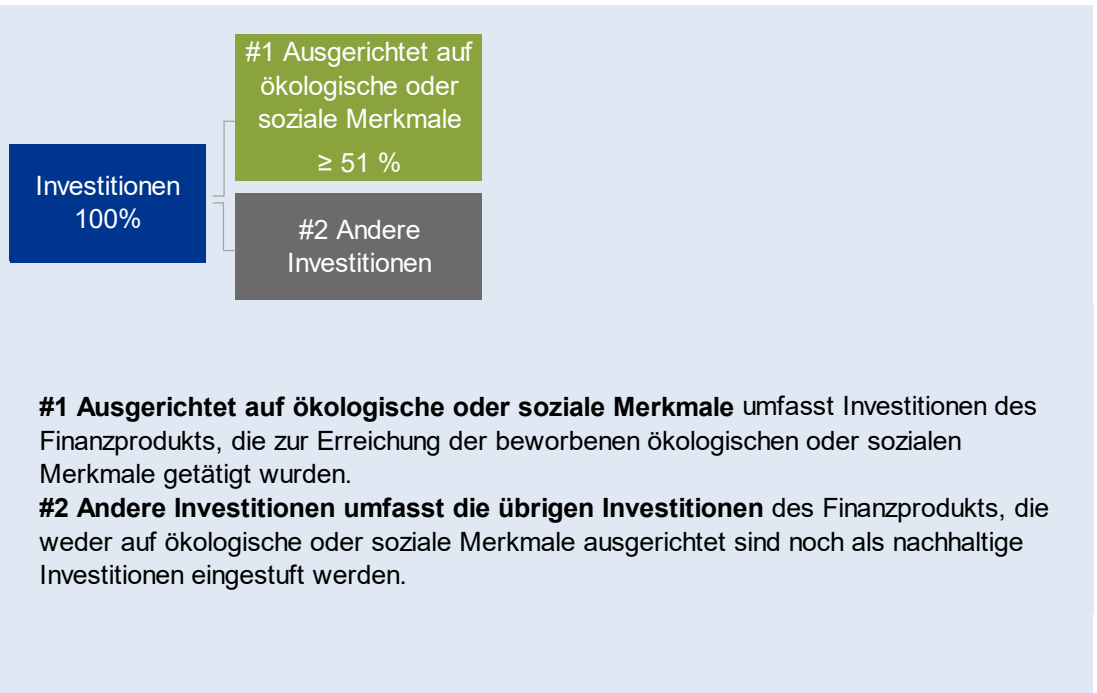 #1 Ausgerichtet auf
ökologische oder
soziale Merkmale
≥ 51 %
Investitionen
100%
#2 Andere
Investitionen
#1 Ausgerichtet auf ökologische oder soziale Merkmale umfasst Investitionen des
Finanzprodukts, die zur Erreichung der beworbenen ökologischen oder sozialen
Merkmale getätigt wurden.
#2 Andere Investitionen umfasst die übrigen Investitionen des Finanzprodukts, die
weder auf ökologische oder soziale Merkmale ausgerichtet sind noch als nachhaltige
Investitionen eingestuft werden.